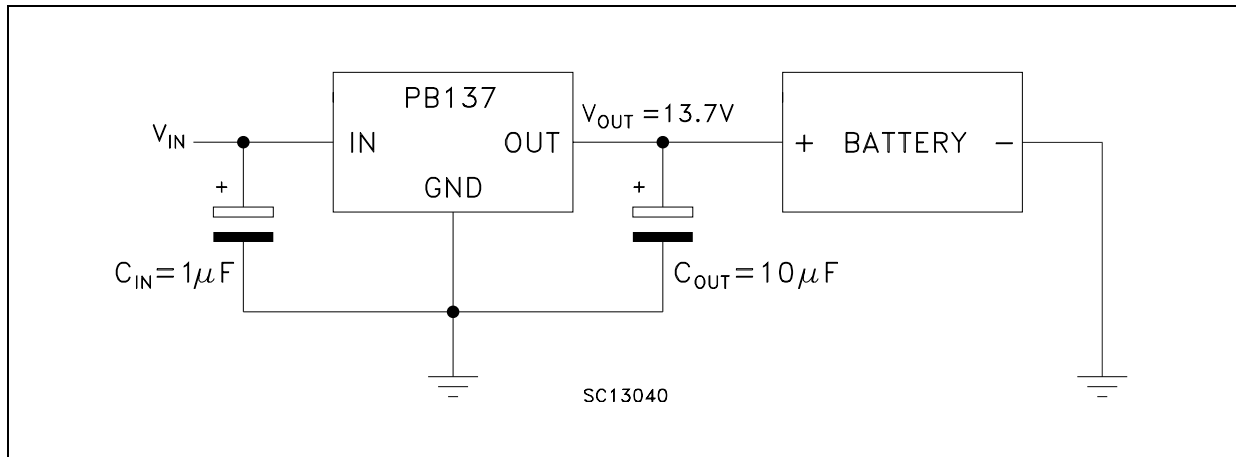 PB137
V_OUT =13.7V
V_IN
IN
OUT
+
BATTERY
-
GND
+
+
C_IN=1μF
C_OUT=10μF
SC13040